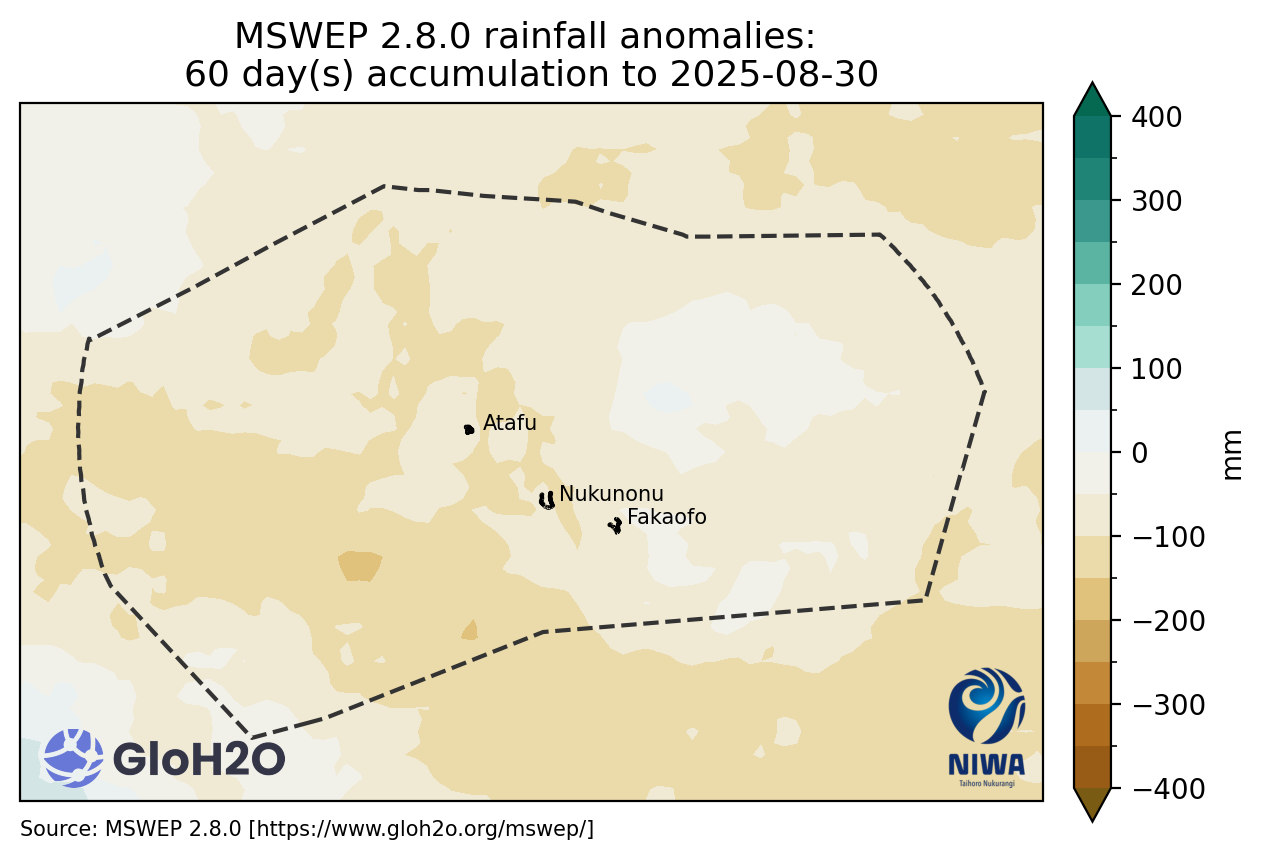 MSWEP 2.8.0 rainfall anomalies:
60 day(s) accumulation to 2025-08-30
400
300
200
100
0
−100
−200
−300
−400
mm
Atafu
Nukunonu
Fakaofo
GloH2O
NIWA
Taihoro Nukurangi
Source: MSWEP 2.8.0 [https://www.gloh2o.org/mswep/]